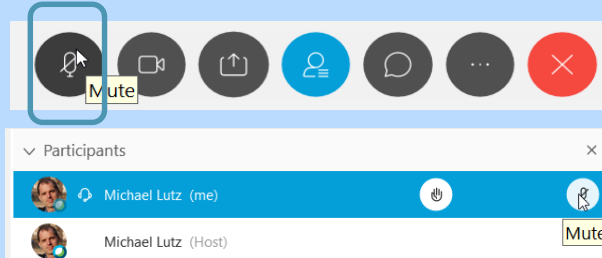 Mute
Participants
Michael Lutz (me)
Mute
Michael Lutz (Host)